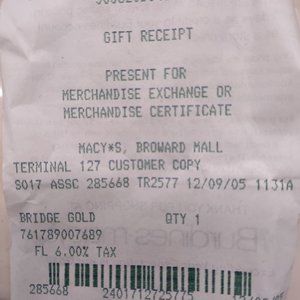 GIFT RECEIPT
PRESENT FOR
MERCHANDISE EXCHANGE OR
MERCHANDISE CERTIFICATE
MACY*S, BROWARD MALL
TERMINAL 127 CUSTOMER COPY
S017 ASSC 285668 TR2577 12/09/05 1131A
BRIDGE GOLD QTY 1
761789007689
FL 6.00% TAX
285668 2401712725775